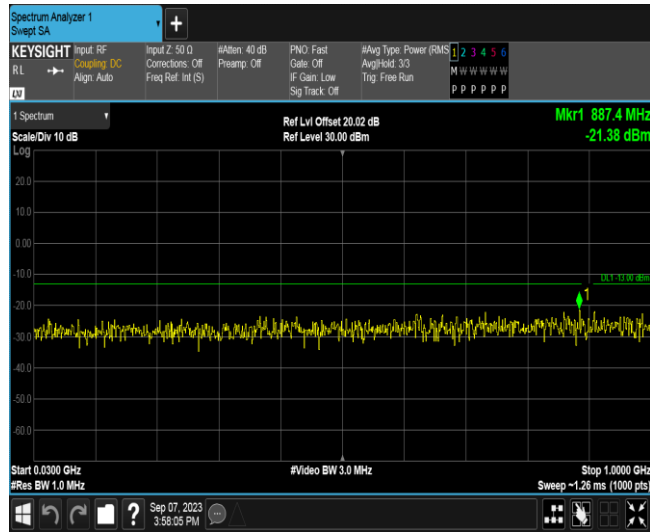 Spectrum Analyzer 1
Swept SA
+
KEYSIGHT
RL
LXI
Input: RF
Coupling: DC
Align: Auto
Input Z: 50 Ω
Corrections: Off
Freq Ref: Int (S)
#Atten: 40 dB
Preamp: Off
PNO: Fast
Gate: Off
IF Gain: Low
Sig Track: Off
#Avg Type: Power (RMS
Avg|Hold: 3/3
Trig: Free Run
1 2 3 4 5 6
M W W W W W
P P P P P P
1 Spectrum
Scale/Div 10 dB
Ref Lvl Offset 20.02 dB
Ref Level 30.00 dBm
Mkr1 887.4 MHz
-21.38 dBm
Log
20.0
10.0
0.00
-10.0
DL1 -13.00 dBm
1
-20.0
-30.0
-40.0
-50.0
-60.0
Start 0.0300 GHz
#Res BW 1.0 MHz
#Video BW 3.0 MHz
Stop 1.0000 GHz
Sweep ~1.26 ms (1000 pts)
?
Sep 07, 2023
3:58:05 PM